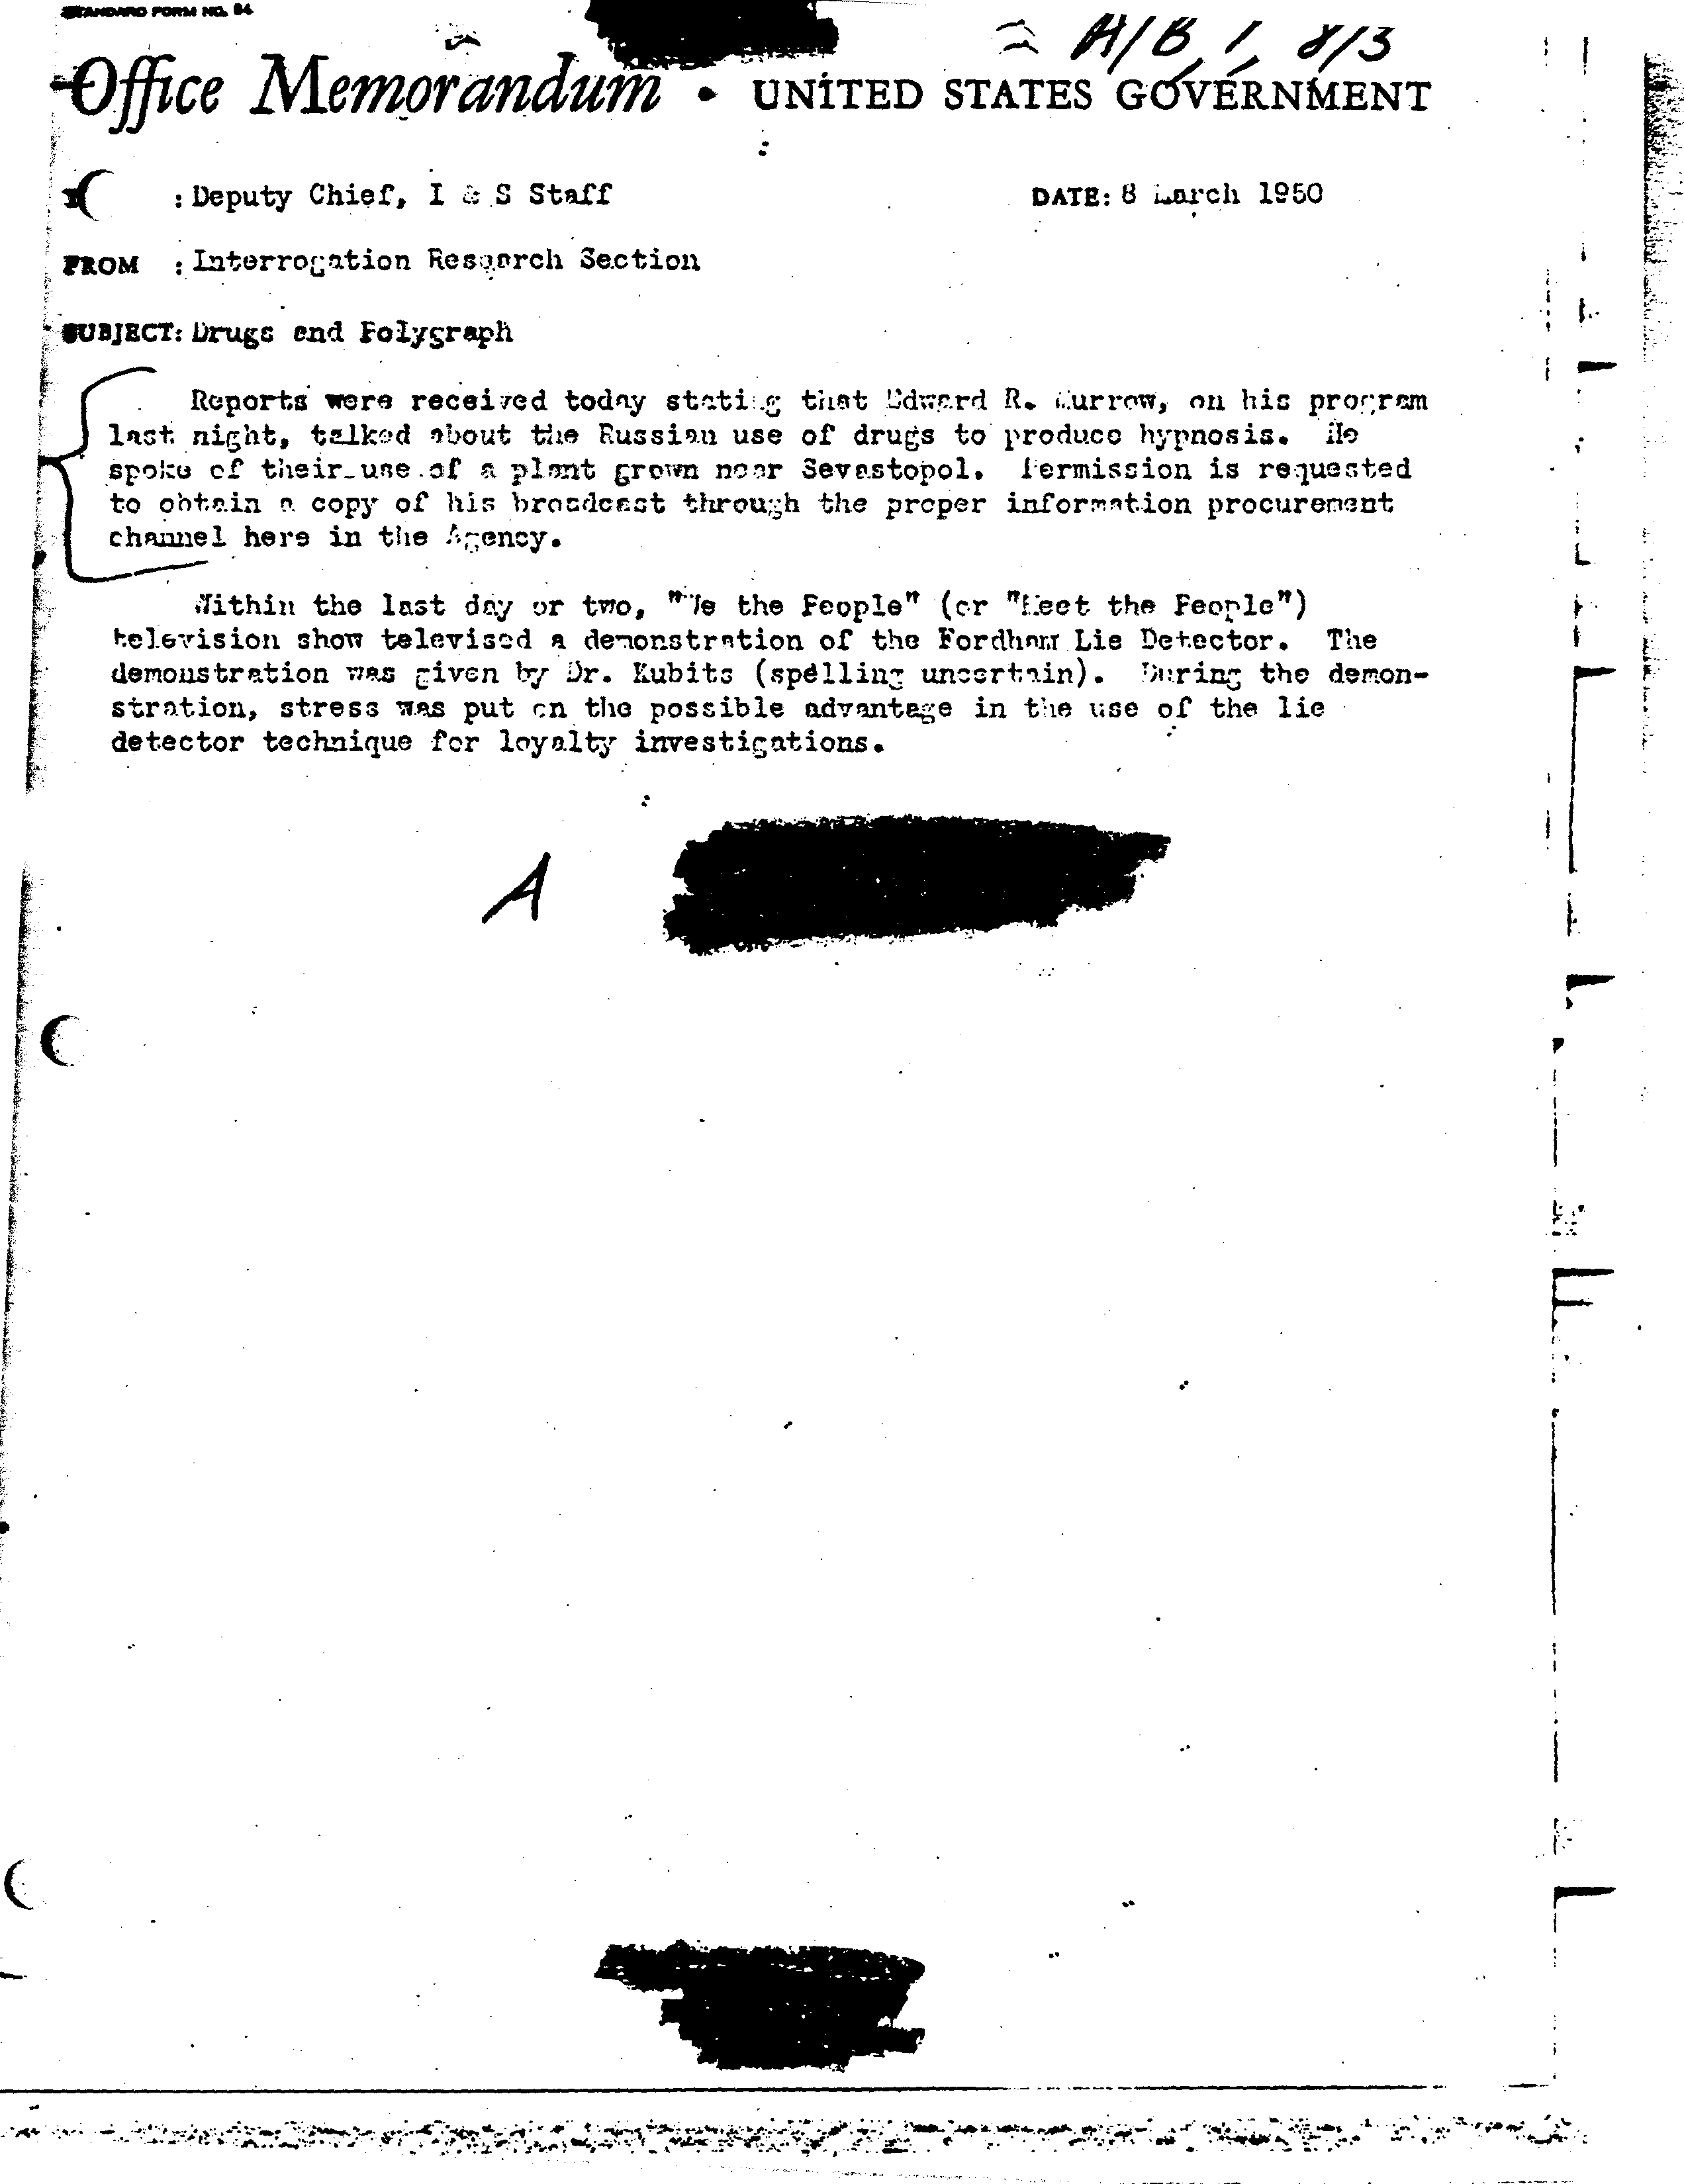 STANDARD FORM NO. 64
A/B, 1, 8/3
Office Memorandum • UNITED STATES GOVERNMENT
: Deputy Chief, I & S Staff DATE: 8 March 1950
FROM : Interrogation Research Section
SUBJECT: Drugs and Polygraph
Reports were received today stating that Edward R. Murrow, on his program
last night, talked about the Russian use of drugs to produce hypnosis. He
spoke of their use of a plant grown near Sevastopol. Permission is requested
to obtain a copy of his broadcast through the proper information procurement
channel here in the Agency.
Within the last day or two, "We the People" (or "Meet the People")
television show televised a demonstration of the Fordham Lie Detector. The
demonstration was given by Dr. Kubits (spelling uncertain). During the demon-
stration, stress was put on the possible advantage in the use of the lie
detector technique for loyalty investigations.
A